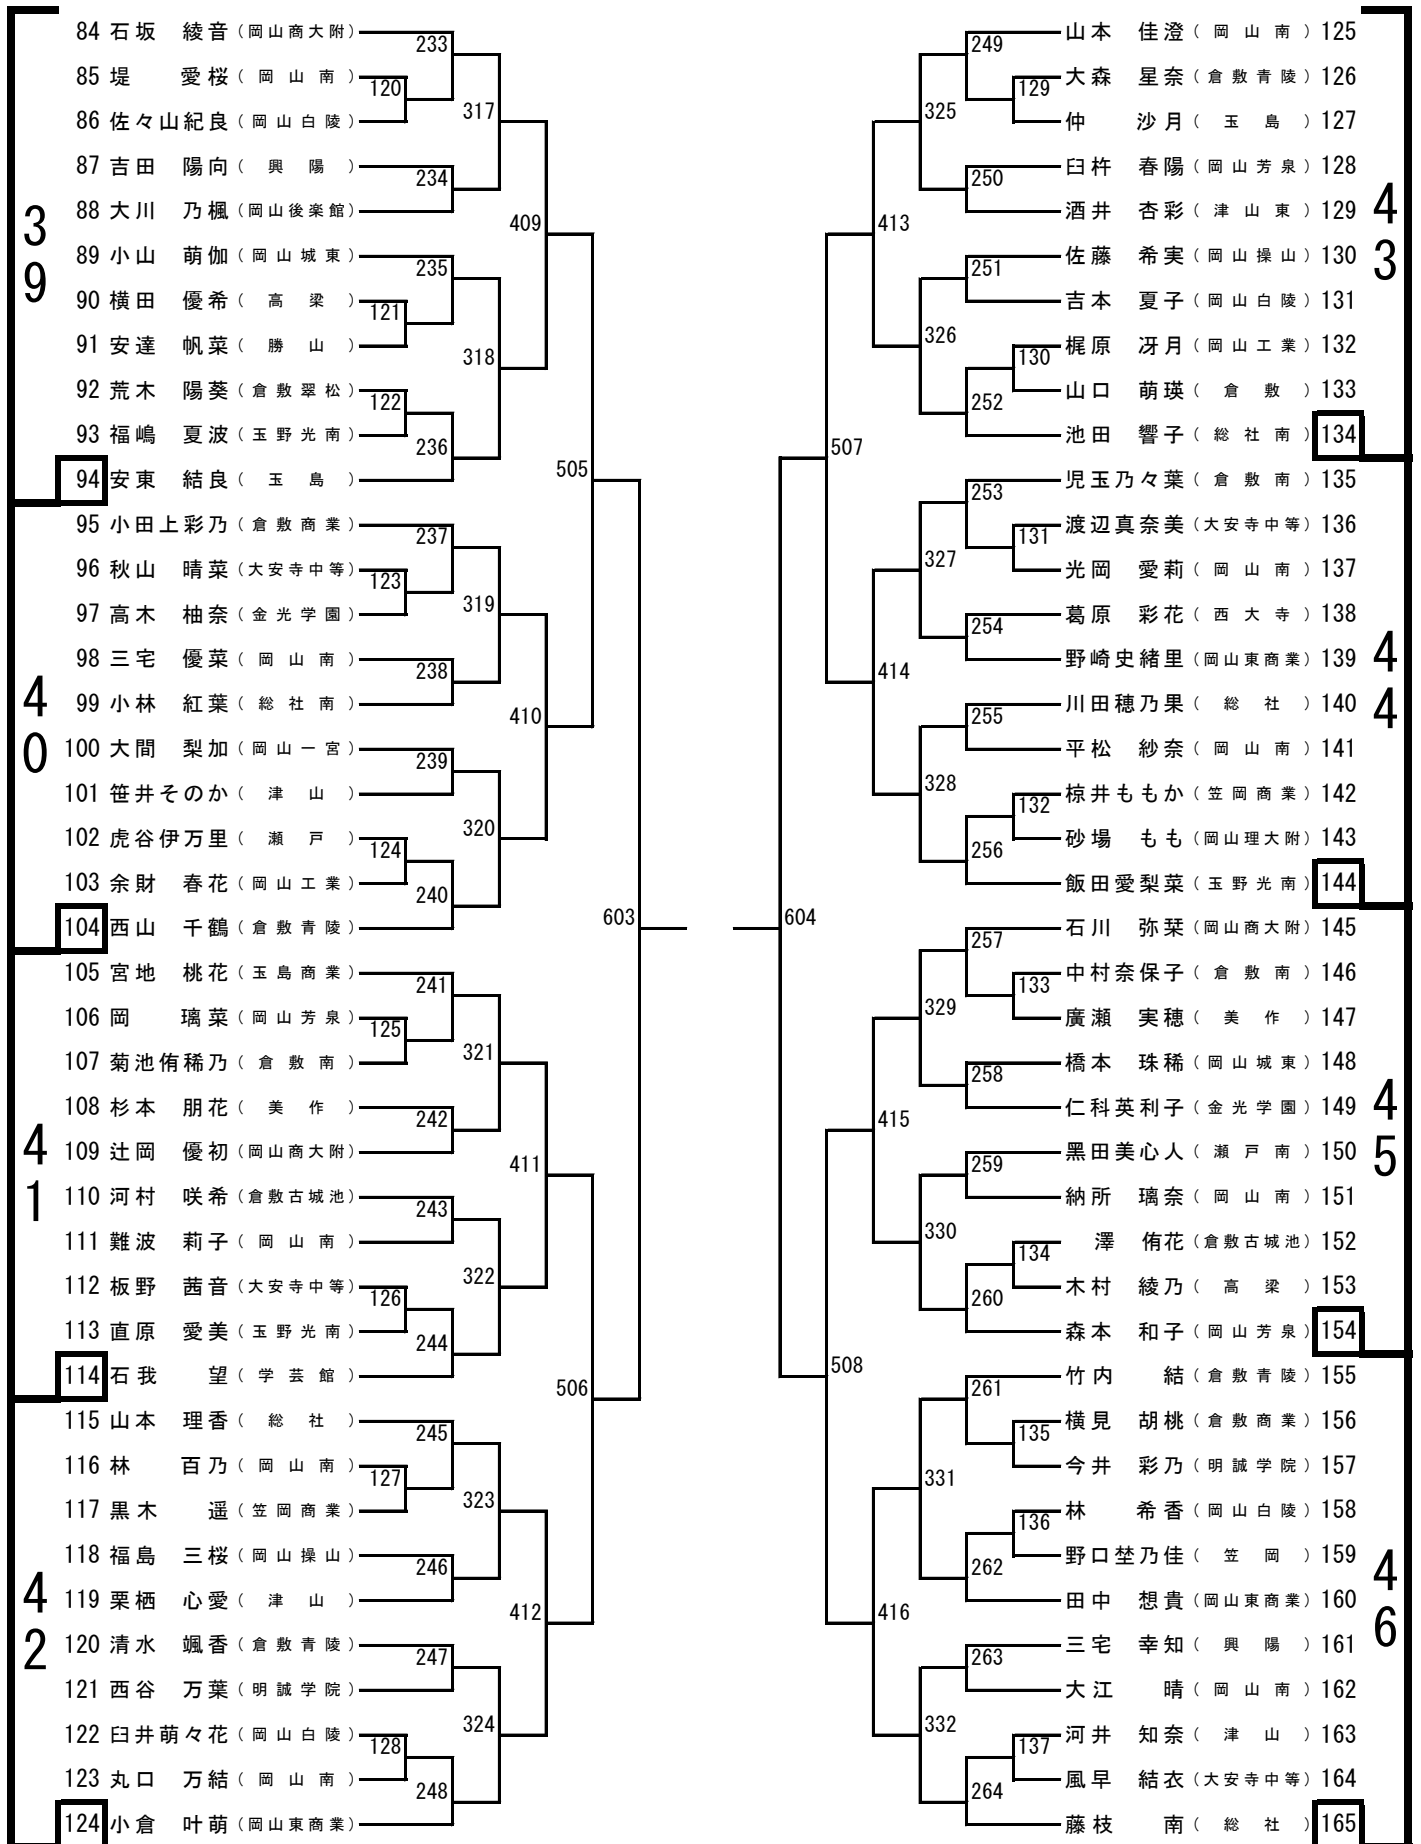 39
84 石坂 綾音 (岡山商大附)
85 堤 愛桜 (岡山南)
86 佐々山紀良 (岡山白陵)
87 吉田 陽向 (興陽)
88 大川 乃楓 (岡山後楽館)
89 小山 萌伽 (岡山城東)
90 横田 優希 (高梁)
91 安達 帆菜 (勝山)
92 荒木 陽葵 (倉敷翠松)
93 福嶋 夏波 (玉野光南)
94 安東 結良 (玉島)
40
95 小田上彩乃 (倉敷商業)
96 秋山 晴菜 (大安寺中等)
97 高木 柚奈 (金光学園)
98 三宅 優菜 (岡山南)
99 小林 紅葉 (総社南)
100 大間 梨加 (岡山一宮)
101 笹井そのか (津山)
102 虎谷伊万里 (瀬戸)
103 余財 春花 (岡山工業)
104 西山 千鶴 (倉敷青陵)
41
105 宮地 桃花 (玉島商業)
106 岡 璃菜 (岡山芳泉)
107 菊池侑稀乃 (倉敷南)
108 杉本 朋花 (美作)
109 辻岡 優初 (岡山商大附)
110 河村 咲希 (倉敷古城池)
111 難波 莉子 (岡山南)
112 板野 茜音 (大安寺中等)
113 直原 愛美 (玉野光南)
114 石我 望 (学芸館)
42
115 山本 理香 (総社)
116 林 百乃 (岡山南)
117 黒木 遥 (笠岡商業)
118 福島 三桜 (岡山操山)
119 栗栖 心愛 (津山)
120 清水 颯香 (倉敷青陵)
121 西谷 万葉 (明誠学院)
122 臼井萌々花 (岡山白陵)
123 丸口 万結 (岡山南)
124 小倉 叶萌 (岡山東商業)
233
120
234
235
121
122
236
237
123
238
239
124
240
241
125
242
243
126
244
245
127
246
247
128
248
317
318
319
320
321
322
323
324
409
410
411
412
505
506
603
604
507
508
413
414
415
416
325
326
327
328
329
330
331
332
249
129
250
251
130
252
253
131
254
255
132
256
257
133
258
259
134
260
261
135
136
262
263
137
264
山本 佳澄 (岡山南) 125
大森 星奈 (倉敷青陵) 126
仲 沙月 (玉島) 127
臼杵 春陽 (岡山芳泉) 128
酒井 杏彩 (津山東) 129
佐藤 希実 (岡山操山) 130
吉本 夏子 (岡山白陵) 131
梶原 冴月 (岡山工業) 132
山口 萌瑛 (倉敷) 133
池田 響子 (総社南) 134
43
児玉乃々葉 (倉敷南) 135
渡辺真奈美 (大安寺中等) 136
光岡 愛莉 (岡山南) 137
葛原 彩花 (西大寺) 138
野崎史緒里 (岡山東商業) 139
川田穂乃果 (総社) 140
平松 紗奈 (岡山南) 141
椋井ももか (笠岡商業) 142
砂場 もも (岡山理大附) 143
飯田愛梨菜 (玉野光南) 144
44
石川 弥栞 (岡山商大附) 145
中村奈保子 (倉敷南) 146
廣瀬 実穂 (美作) 147
橋本 珠稀 (岡山城東) 148
仁科英利子 (金光学園) 149
黒田美心人 (瀬戸南) 150
納所 璃奈 (岡山南) 151
澤 侑花 (倉敷古城池) 152
木村 綾乃 (高梁) 153
森本 和子 (岡山芳泉) 154
45
竹内 結 (倉敷青陵) 155
横見 胡桃 (倉敷商業) 156
今井 彩乃 (明誠学院) 157
林 希香 (岡山白陵) 158
野口埜乃佳 (笠岡) 159
田中 想貴 (岡山東商業) 160
三宅 幸知 (興陽) 161
大江 晴 (岡山南) 162
河井 知奈 (津山) 163
風早 結衣 (大安寺中等) 164
藤枝 南 (総社) 165
46